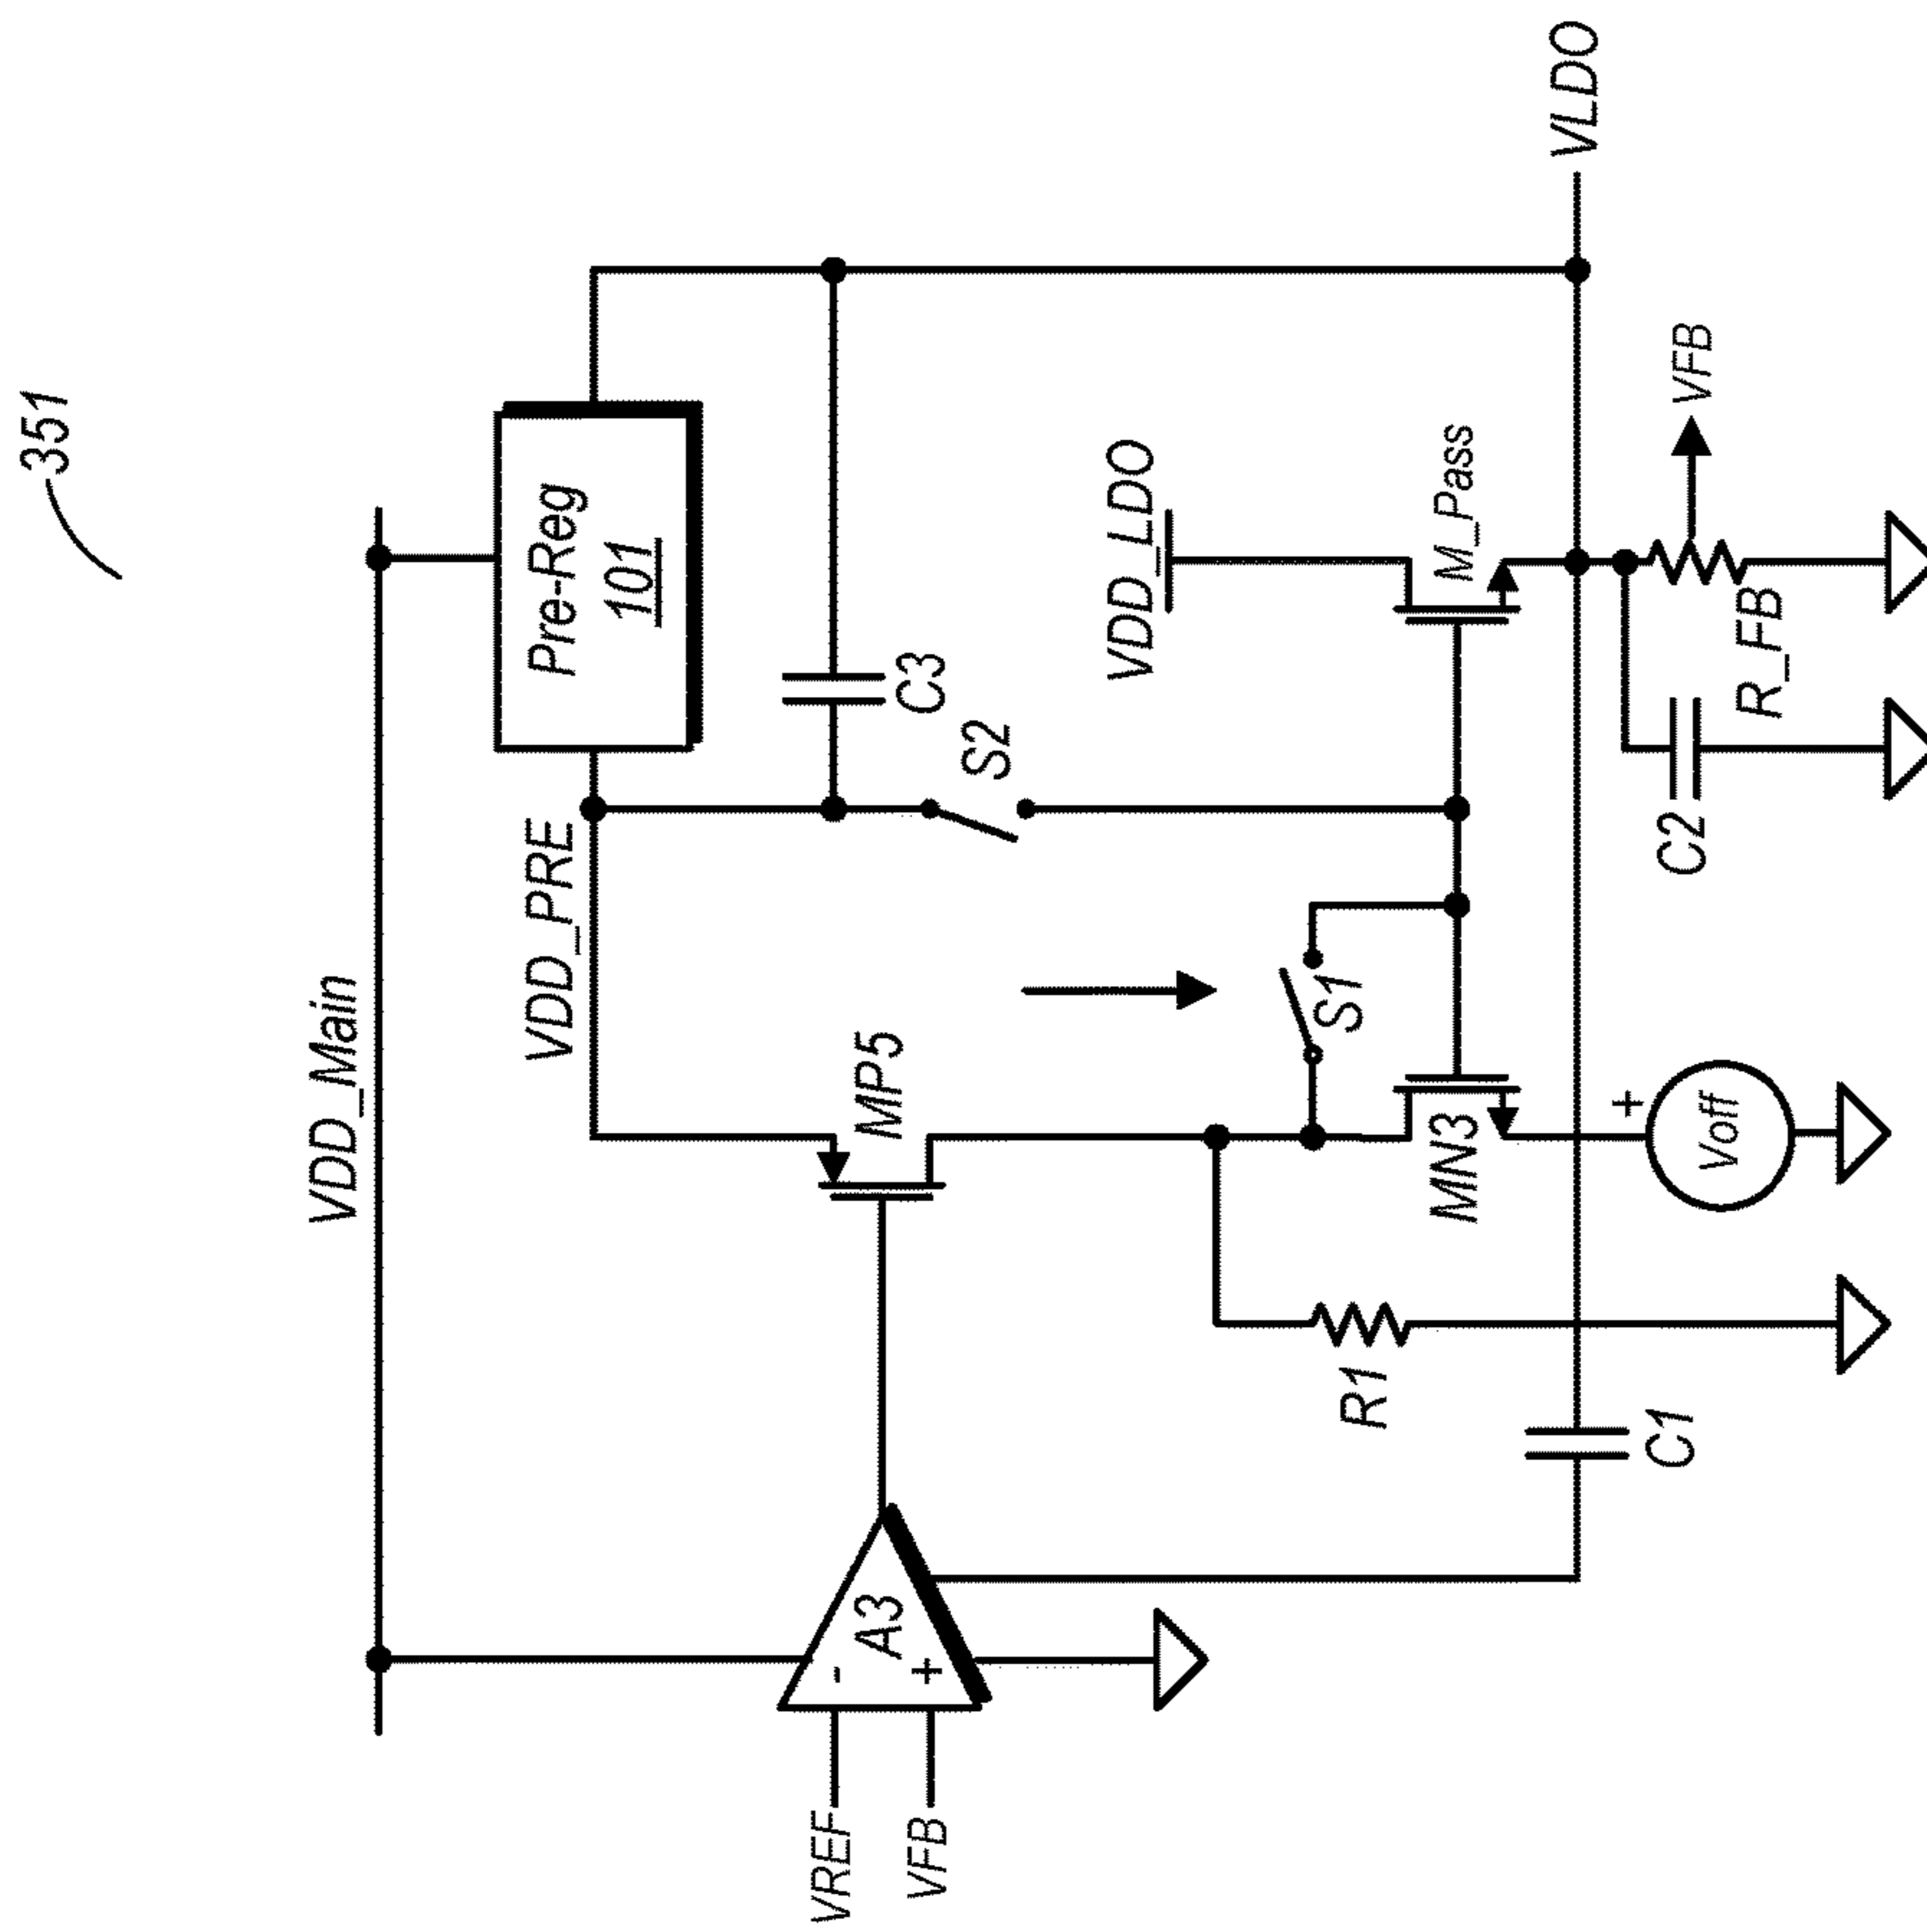 351
VDD_Main
Pre-Reg
101
VDD_PRE
VLDO
C3
S2
VDD_LDO
MP5
M_Pass
VFB
S1
R_FB
C2
MN3
+
Voff
R1
C1
A3
-
+
VREF
VFB